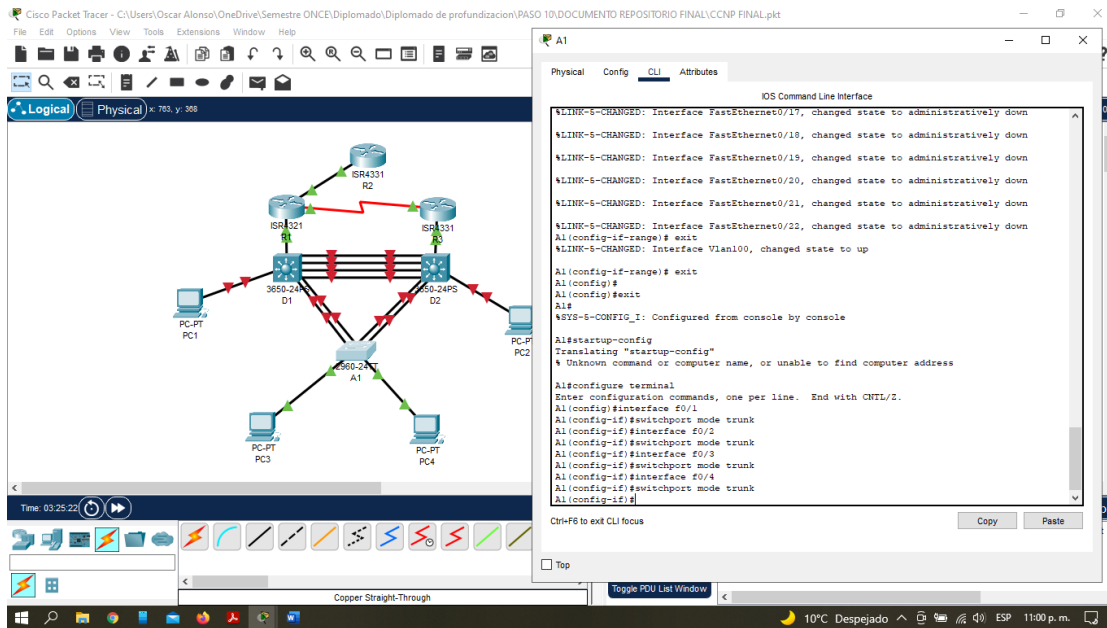 Cisco Packet Tracer - C:\Users\Oscar Alonso\OneDrive\Semestre ONCE\Diplomado\Diplomado de profundizacion\PASO 10\DOCUMENTO REPOSITORIO FINAL\CCNP FINAL.pkt
File Edit Options View Tools Extensions Window Help
Logical
Physical
x: 763, y: 368
ISR4331
R2
ISR4321
R1
ISR4331
R3
3650-24PS
D1
3650-24PS
D2
PC-PT
PC1
PC-P
PC2
2960-24TT
A1
PC-PT
PC3
PC-PT
PC4
Time: 03:25:22
Copper Straight-Through
A1
Physical Config CLI Attributes
IOS Command Line Interface
%LINK-5-CHANGED: Interface FastEthernet0/17, changed state to administratively down
%LINK-5-CHANGED: Interface FastEthernet0/18, changed state to administratively down
%LINK-5-CHANGED: Interface FastEthernet0/19, changed state to administratively down
%LINK-5-CHANGED: Interface FastEthernet0/20, changed state to administratively down
%LINK-5-CHANGED: Interface FastEthernet0/21, changed state to administratively down
%LINK-5-CHANGED: Interface FastEthernet0/22, changed state to administratively down
A1(config-if-range)# exit
%LINK-5-CHANGED: Interface Vlan100, changed state to up
A1(config-if-range)# exit
A1(config)#
A1(config)#exit
A1#
%SYS-5-CONFIG_I: Configured from console by console
A1#startup-config
Translating "startup-config"
% Unknown command or computer name, or unable to find computer address
A1#configure terminal
Enter configuration commands, one per line. End with CNTL/Z.
A1(config)#interface f0/1
A1(config-if)#switchport mode trunk
A1(config-if)#interface f0/2
A1(config-if)#switchport mode trunk
A1(config-if)#interface f0/3
A1(config-if)#switchport mode trunk
A1(config-if)#interface f0/4
A1(config-if)#switchport mode trunk
A1(config-if)#
Ctrl+F6 to exit CLI focus
Copy
Paste
Top
Toggle PDU List Window
10°C Despejado
ESP
11:00 p. m.